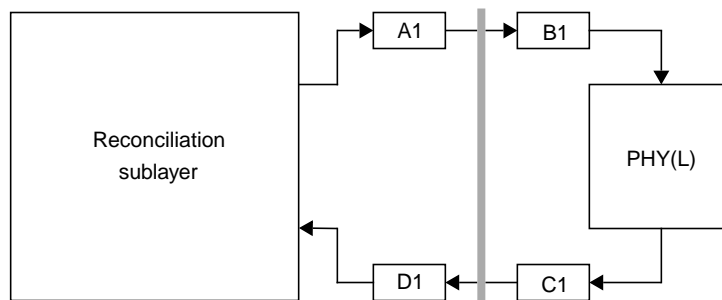 A1
B1
Reconciliation
sublayer
PHY(L)
D1
C1